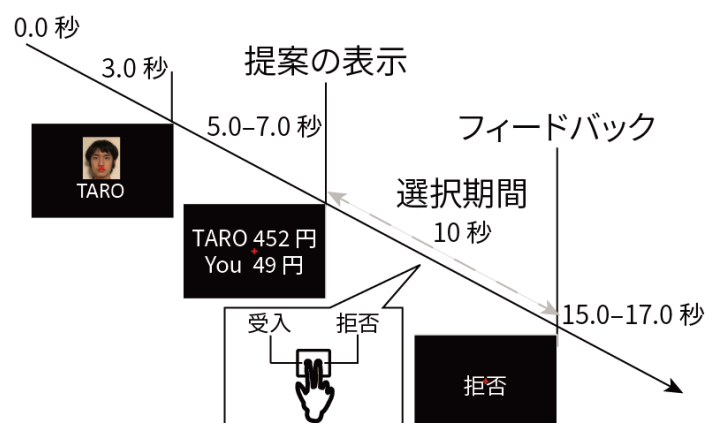 0.0 秒
3.0 秒
提案の表示
5.0–7.0 秒
フィードバック
TARO
選択期間
10 秒
TARO 452 円
You 49 円
15.0–17.0 秒
受入
拒否
拒否